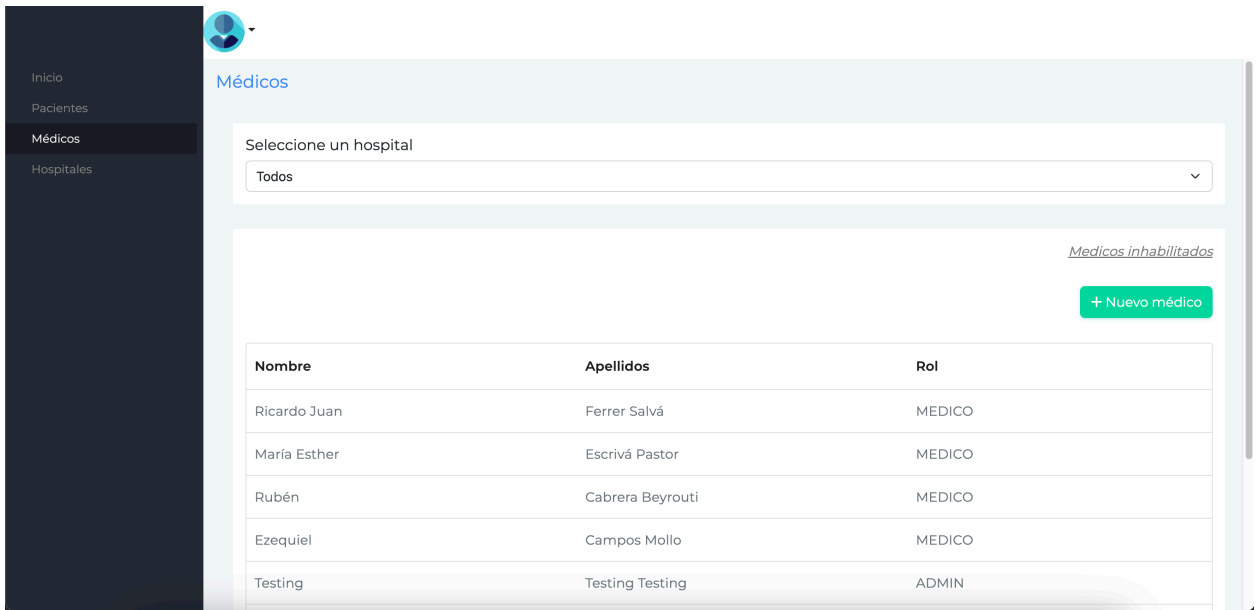 Inicio
Pacientes
Médicos
Hospitales
Médicos
Seleccione un hospital
Todos
Medicos inhabilitados
+ Nuevo médico
Nombre Apellidos Rol
Ricardo Juan Ferrer Salvá MEDICO
María Esther Escrivá Pastor MEDICO
Rubén Cabrera Beyrouti MEDICO
Ezequiel Campos Mollo MEDICO
Testing Testing Testing ADMIN